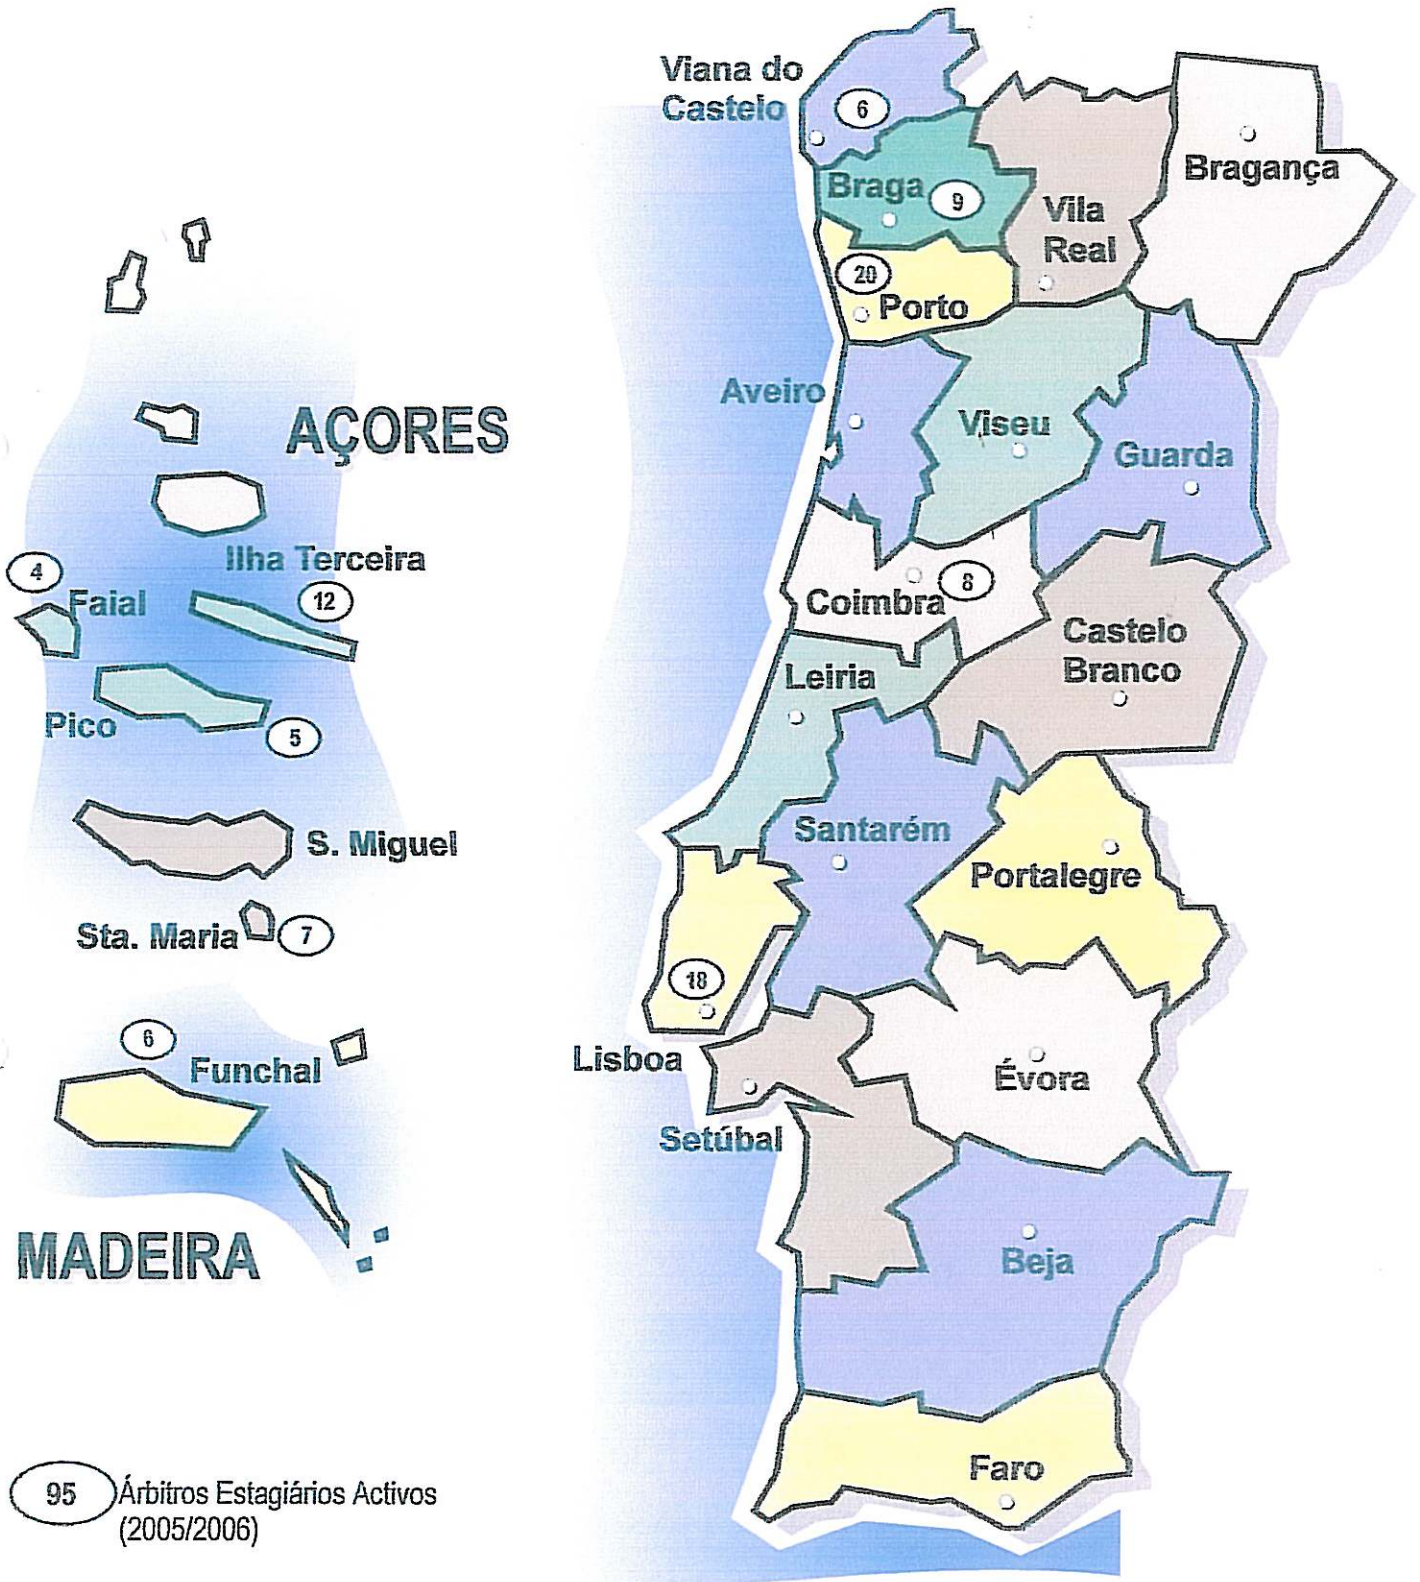 Viana do
Castelo
6
Bragança
Braga
9
Vila
Real
20
Porto
AÇORES
Aveiro
Viseu
Guarda
Ilha Terceira
4
Faial
12
Coimbra
8
Castelo
Branco
Leiria
Pico
5
Santarém
S. Miguel
Portalegre
Sta. Maria
7
18
6
Funchal
Lisboa
Évora
Setúbal
MADEIRA
Beja
Faro
95 Árbitros Estagiários Activos
(2005/2006)